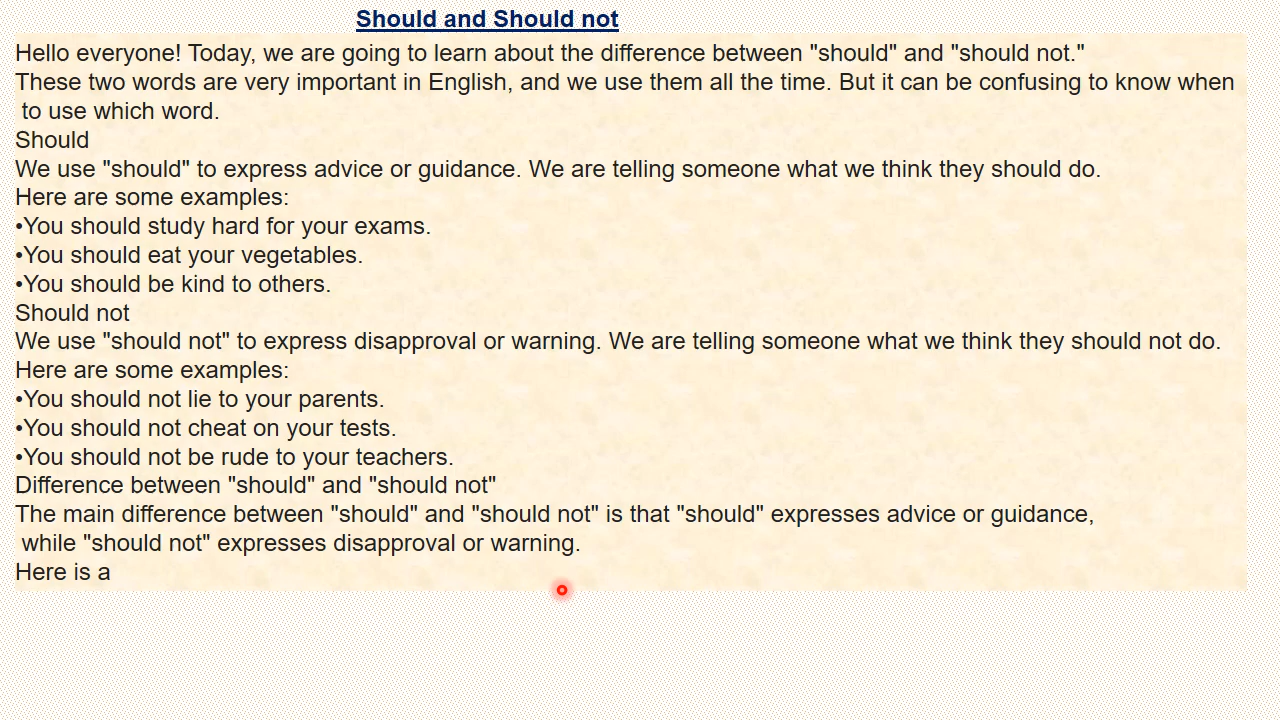 Should and Should not
Hello everyone! Today, we are going to learn about the difference between "should" and "should not."
These two words are very important in English, and we use them all the time. But it can be confusing to know when
to use which word.
Should
We use "should" to express advice or guidance. We are telling someone what we think they should do.
Here are some examples:
•You should study hard for your exams.
•You should eat your vegetables.
•You should be kind to others.
Should not
We use "should not" to express disapproval or warning. We are telling someone what we think they should not do.
Here are some examples:
•You should not lie to your parents.
•You should not cheat on your tests.
•You should not be rude to your teachers.
Difference between "should" and "should not"
The main difference between "should" and "should not" is that "should" expresses advice or guidance,
while "should not" expresses disapproval or warning.
Here is a